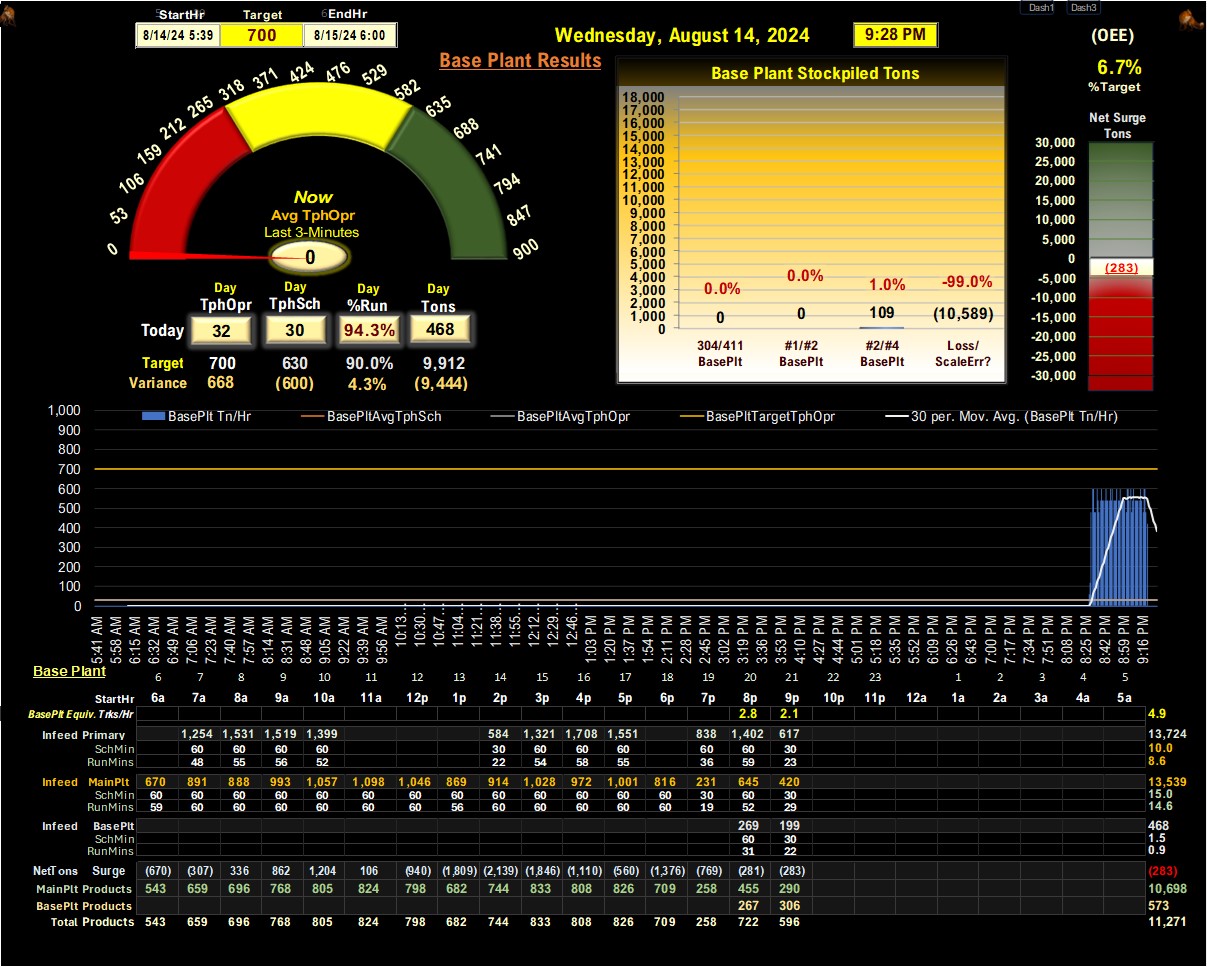 Dash1 Dash3
StartHr Target EndHr
8/14/24 5:39 700 8/15/24 6:00
Wednesday, August 14, 2024 9:28 PM
Base Plant Results
(OEE)
6.7%
%Target
Net Surge
Tons
30,000
25,000
20,000
15,000
10,000
5,000
0
(283)
-5,000
-10,000
-15,000
-20,000
-25,000
-30,000
0 53 106 159 212 265 318 371 424 476 529 582 635 688 741 794 847 900
Now
Avg TphOpr
Last 3-Minutes
0
Base Plant Stockpiled Tons
18,000
17,000
16,000
15,000
14,000
13,000
12,000
11,000
10,000
9,000
8,000
7,000
6,000
5,000
4,000
3,000
2,000
1,000
0
0.0% 0.0% 1.0% -99.0%
0 0 109 (10,589)
304/411 #1/#2 #2/#4 Loss/
BasePlt BasePlt BasePlt ScaleErr?
Day Day Day Day
TphOpr TphSch %Run Tons
Today 32 30 94.3% 468
Target 700 630 90.0% 9,912
Variance 668 (600) 4.3% (9,444)
BasePlt Tn/Hr BasePltAvgTphSch BasePltAvgTphOpr BasePltTargetTphOpr 30 per. Mov. Avg. (BasePlt Tn/Hr)
1,000
900
800
700
600
500
400
300
200
100
0
5:41 AM 5:58 AM 6:15 AM 6:32 AM 6:49 AM 7:06 AM 7:23 AM 7:40 AM 7:57 AM 8:14 AM 8:31 AM 8:48 AM 9:05 AM 9:22 AM 9:39 AM 9:56 AM 10:13… 10:30… 10:47… 11:04… 11:21… 11:38… 11:55… 12:12… 12:29… 12:46… 1:03 PM 1:20 PM 1:37 PM 1:54 PM 2:11 PM 2:28 PM 2:45 PM 3:02 PM 3:19 PM 3:36 PM 3:53 PM 4:10 PM 4:27 PM 4:44 PM 5:01 PM 5:18 PM 5:35 PM 5:52 PM 6:09 PM 6:26 PM 6:43 PM 7:00 PM 7:17 PM 7:34 PM 7:51 PM 8:08 PM 8:25 PM 8:42 PM 8:59 PM 9:16 PM
Base Plant
6 7 8 9 10 11 12 13 14 15 16 17 18 19 20 21 22 23 1 2 3 4 5
StartHr 6a 7a 8a 9a 10a 11a 12p 1p 2p 3p 4p 5p 6p 7p 8p 9p 10p 11p 12a 1a 2a 3a 4a 5a
BasePlt Equiv. Trks/Hr 2.8 2.1 4.9
Infeed Primary 1,254 1,531 1,519 1,399 584 1,321 1,708 1,551 838 1,402 617 13,724
SchMin 60 60 60 60 30 60 60 60 60 60 30 10.0
RunMins 48 55 56 52 22 54 58 55 36 59 23 8.6
Infeed MainPlt 670 891 888 993 1,057 1,098 1,046 869 914 1,028 972 1,001 816 231 645 420 13,539
SchMin 60 60 60 60 60 60 60 60 60 60 60 60 60 30 60 30 15.0
RunMins 59 60 60 60 60 60 60 56 60 60 60 60 60 19 52 29 14.6
Infeed BasePlt 269 199 468
SchMin 60 30 1.5
RunMins 31 22 0.9
NetTons Surge (670) (307) 336 862 1,204 106 (940) (1,809) (2,139) (1,846) (1,110) (560) (1,376) (769) (281) (283) (283)
MainPlt Products 543 659 696 768 805 824 798 682 744 833 808 826 709 258 455 290 10,698
BasePlt Products 267 306 573
Total Products 543 659 696 768 805 824 798 682 744 833 808 826 709 258 722 596 11,271